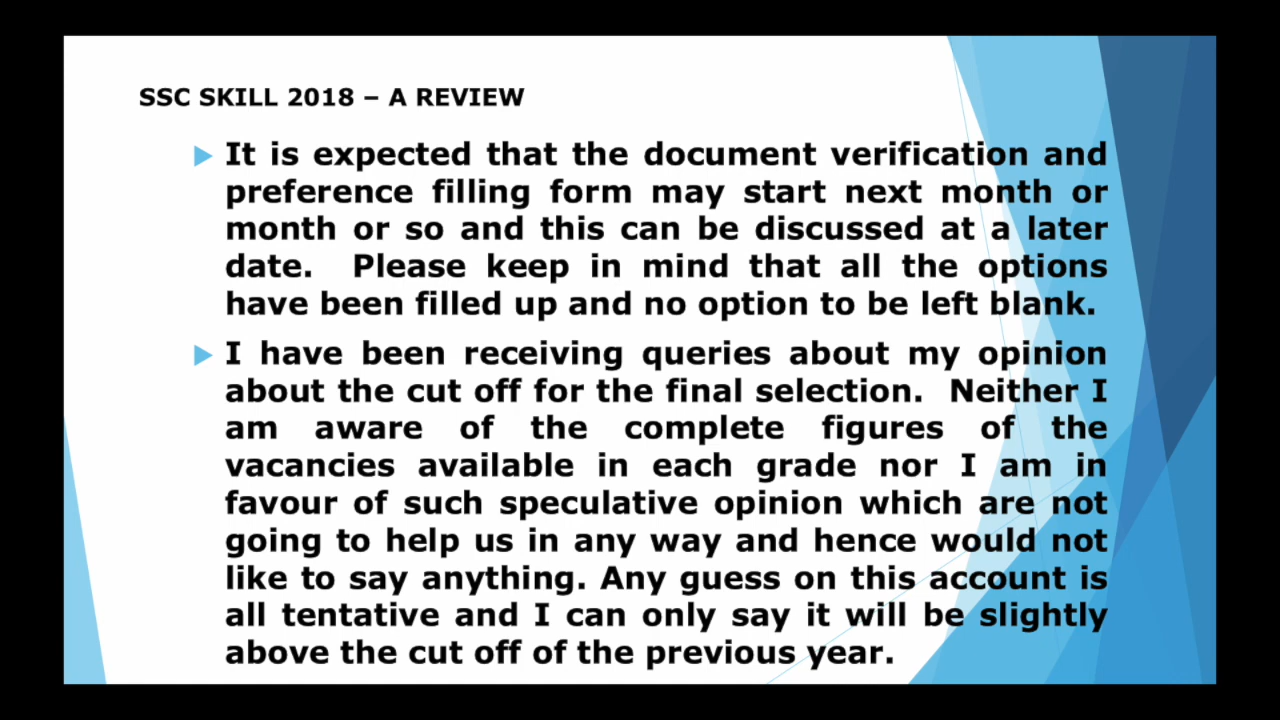 SSC SKILL 2018 – A REVIEW
It is expected that the document verification and
preference filling form may start next month or
month or so and this can be discussed at a later
date. Please keep in mind that all the options
have been filled up and no option to be left blank.
I have been receiving queries about my opinion
about the cut off for the final selection. Neither I
am aware of the complete figures of the
vacancies available in each grade nor I am in
favour of such speculative opinion which are not
going to help us in any way and hence would not
like to say anything. Any guess on this account is
all tentative and I can only say it will be slightly
above the cut off of the previous year.